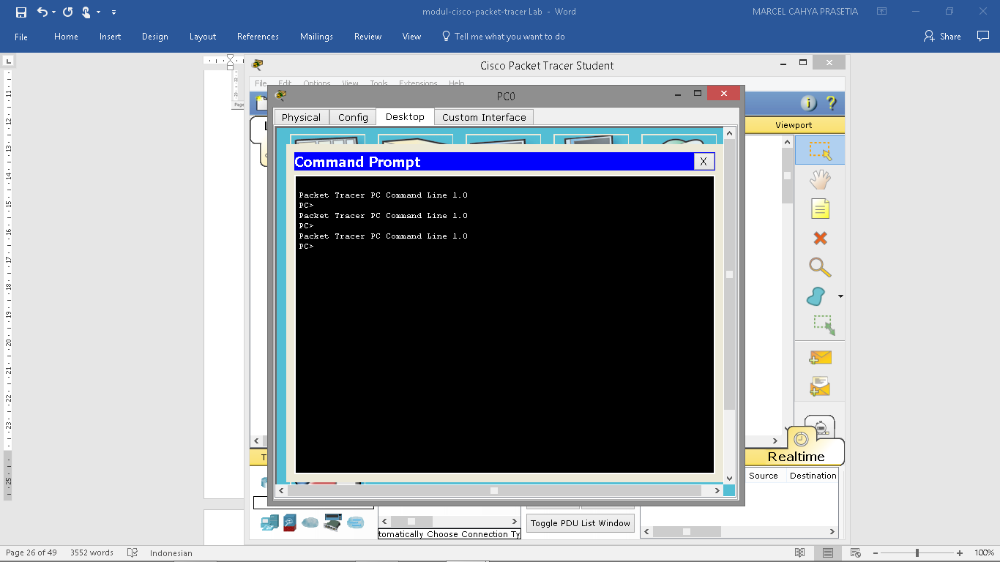 modul-cisco-packet-tracer Lab - Word
MARCEL CAHYA PRASETIA
File Home Insert Design Layout References Mailings Review View Tell me what you want to do Share
Cisco Packet Tracer Student
File Edit Options View Tools Extensions Help
PC0
Physical Config Desktop Custom Interface
Viewport
Command Prompt X
Packet Tracer PC Command Line 1.0
PC>
Packet Tracer PC Command Line 1.0
PC>
Packet Tracer PC Command Line 1.0
PC>
Realtime
Source Destination
Toggle PDU List Window
tomatically Choose Connection Ty
Page 26 of 49 3552 words Indonesian 100%